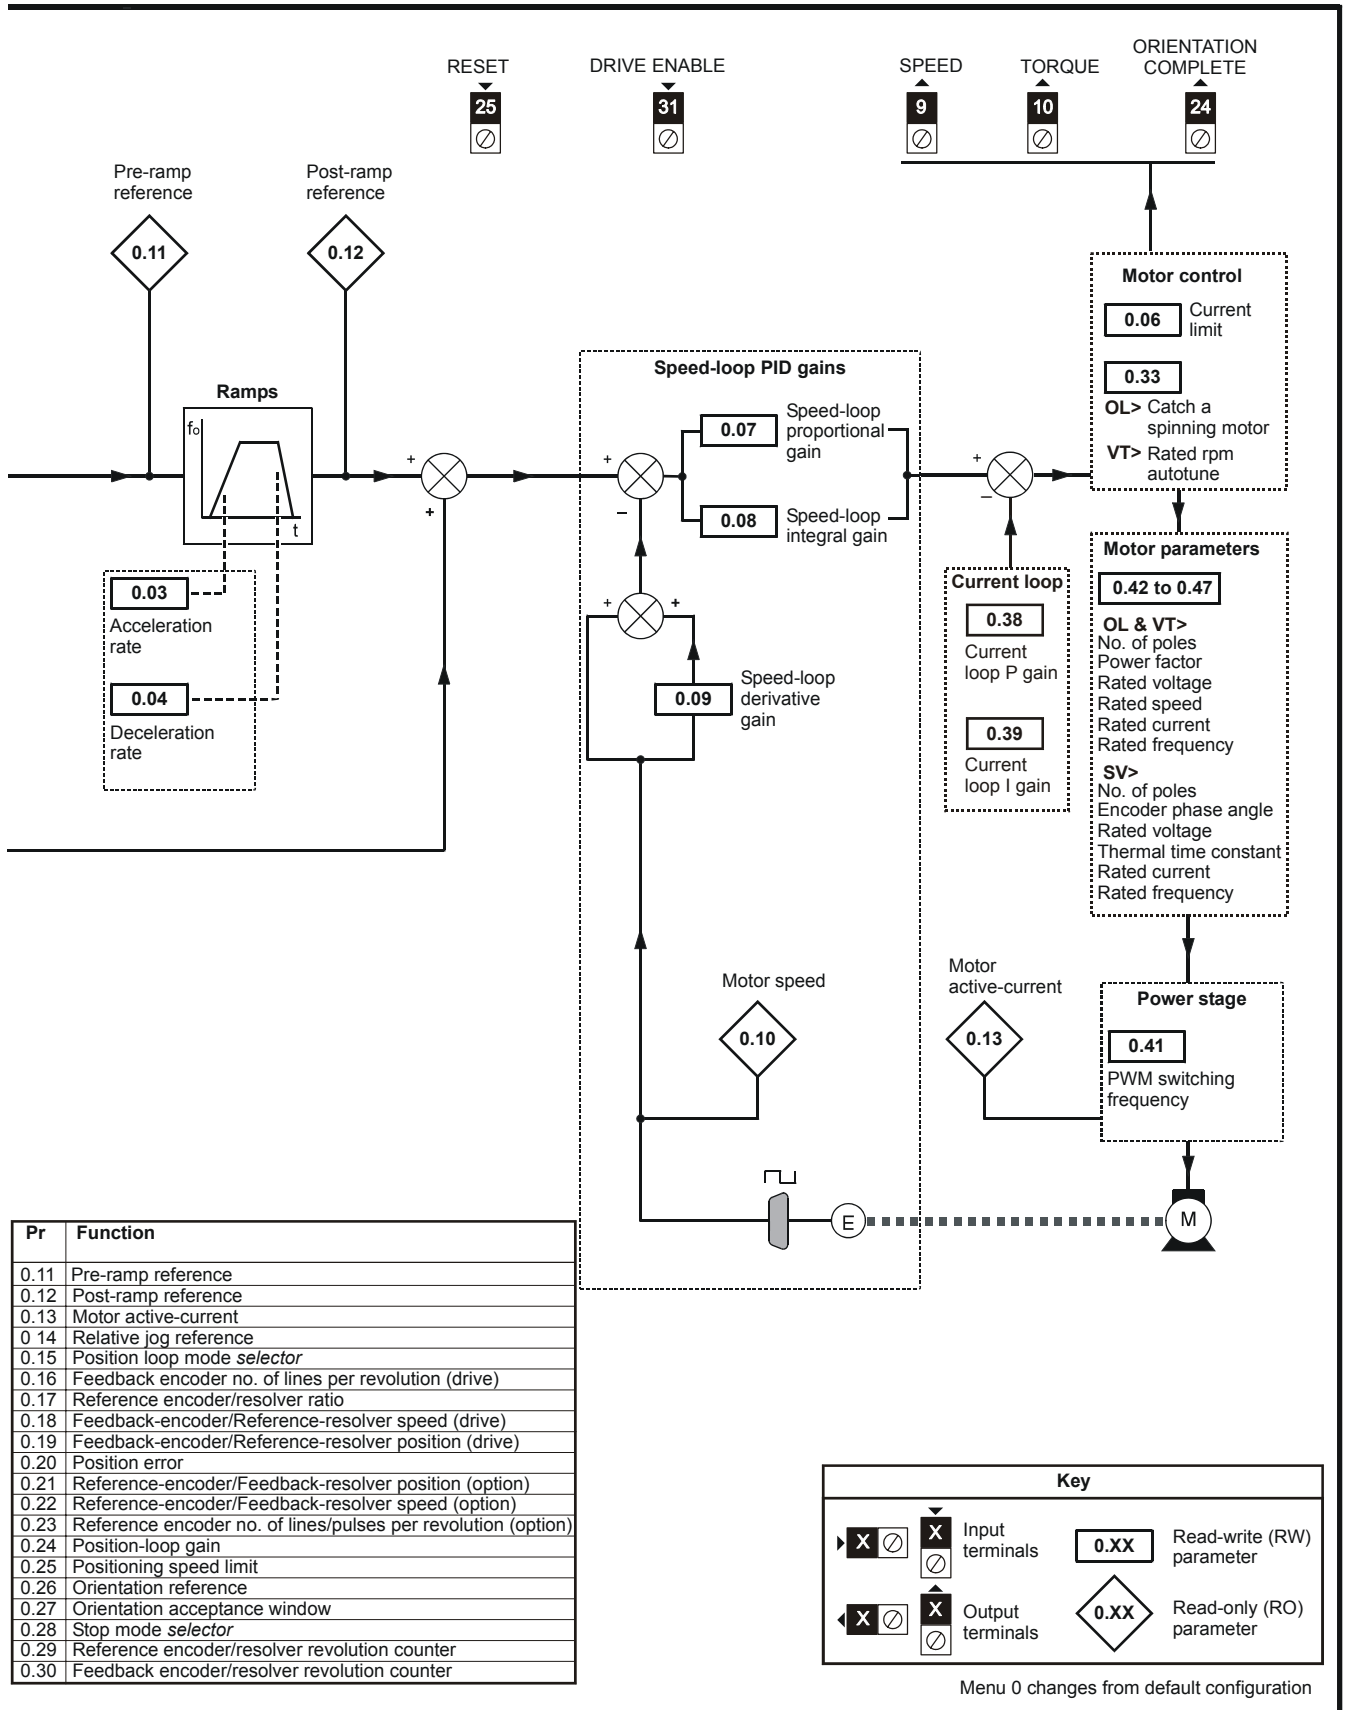 RESET
DRIVE ENABLE
SPEED
TORQUE
ORIENTATION
COMPLETE
25
31
9
10
24
Pre-ramp
reference
Post-ramp
reference
0.11
0.12
Motor control
0.06
Current
limit
0.33
OL> Catch a
spinning motor
VT> Rated rpm
autotune
Ramps
fo
t
+
+
Speed-loop PID gains
+
−
0.07
Speed-loop
proportional
gain
0.08
Speed-loop
integral gain
+
−
0.03
Acceleration
rate
0.04
Deceleration
rate
+
+
0.09
Speed-loop
derivative
gain
Current loop
0.38
Current
loop P gain
0.39
Current
loop I gain
Motor parameters
0.42 to 0.47
OL & VT>
No. of poles
Power factor
Rated voltage
Rated speed
Rated current
Rated frequency
SV>
No. of poles
Encoder phase angle
Rated voltage
Thermal time constant
Rated current
Rated frequency
Motor speed
0.10
Motor
active-current
0.13
Power stage
0.41
PWM switching
frequency
E
M
Pr Function
0.11 Pre-ramp reference
0.12 Post-ramp reference
0.13 Motor active-current
0 14 Relative jog reference
0.15 Position loop mode selector
0.16 Feedback encoder no. of lines per revolution (drive)
0.17 Reference encoder/resolver ratio
0.18 Feedback-encoder/Reference-resolver speed (drive)
0.19 Feedback-encoder/Reference-resolver position (drive)
0.20 Position error
0.21 Reference-encoder/Feedback-resolver position (option)
0.22 Reference-encoder/Feedback-resolver speed (option)
0.23 Reference encoder no. of lines/pulses per revolution (option)
0.24 Position-loop gain
0.25 Positioning speed limit
0.26 Orientation reference
0.27 Orientation acceptance window
0.28 Stop mode selector
0.29 Reference encoder/resolver revolution counter
0.30 Feedback encoder/resolver revolution counter
Key
X
X
Input
terminals
0.XX
Read-write (RW)
parameter
X
X
Output
terminals
0.XX
Read-only (RO)
parameter
Menu 0 changes from default configuration